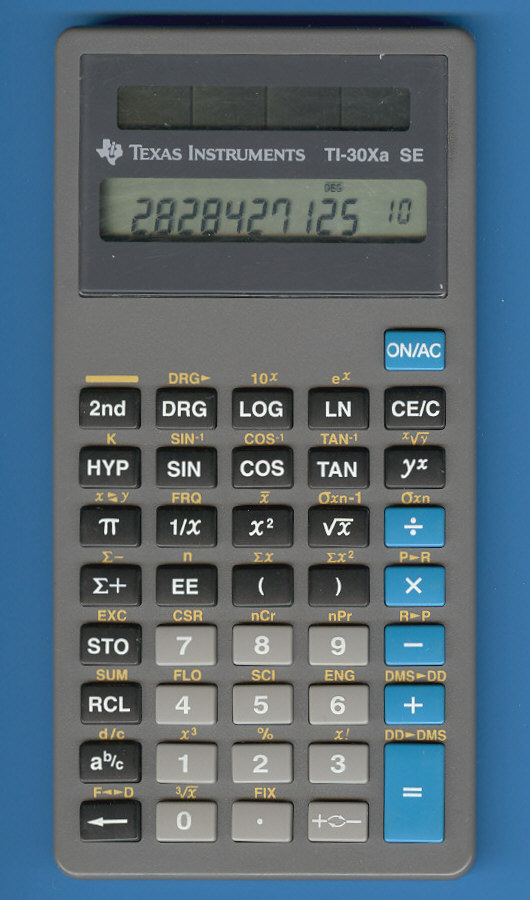 TEXAS INSTRUMENTS TI-30Xa SE
DEG
2828427125 10
ON/AC
DRG► 10x ex
2nd DRG LOG LN CE/C
K SIN-1 COS-1 TAN-1 x√y
HYP SIN COS TAN yx
x⇆y FRQ x̄ σxn-1 σxn
π 1/x x² √x ÷
Σ- n Σx Σx² P►R
Σ+ EE ( ) ×
EXC CSR nCr nPr R►P
STO 7 8 9 −
SUM FLO SCI ENG DMS►DD
RCL 4 5 6 +
d/c x³ % x! DD►DMS
ab/c 1 2 3 =
F◄►D ³√x FIX
← 0 . +⇆−